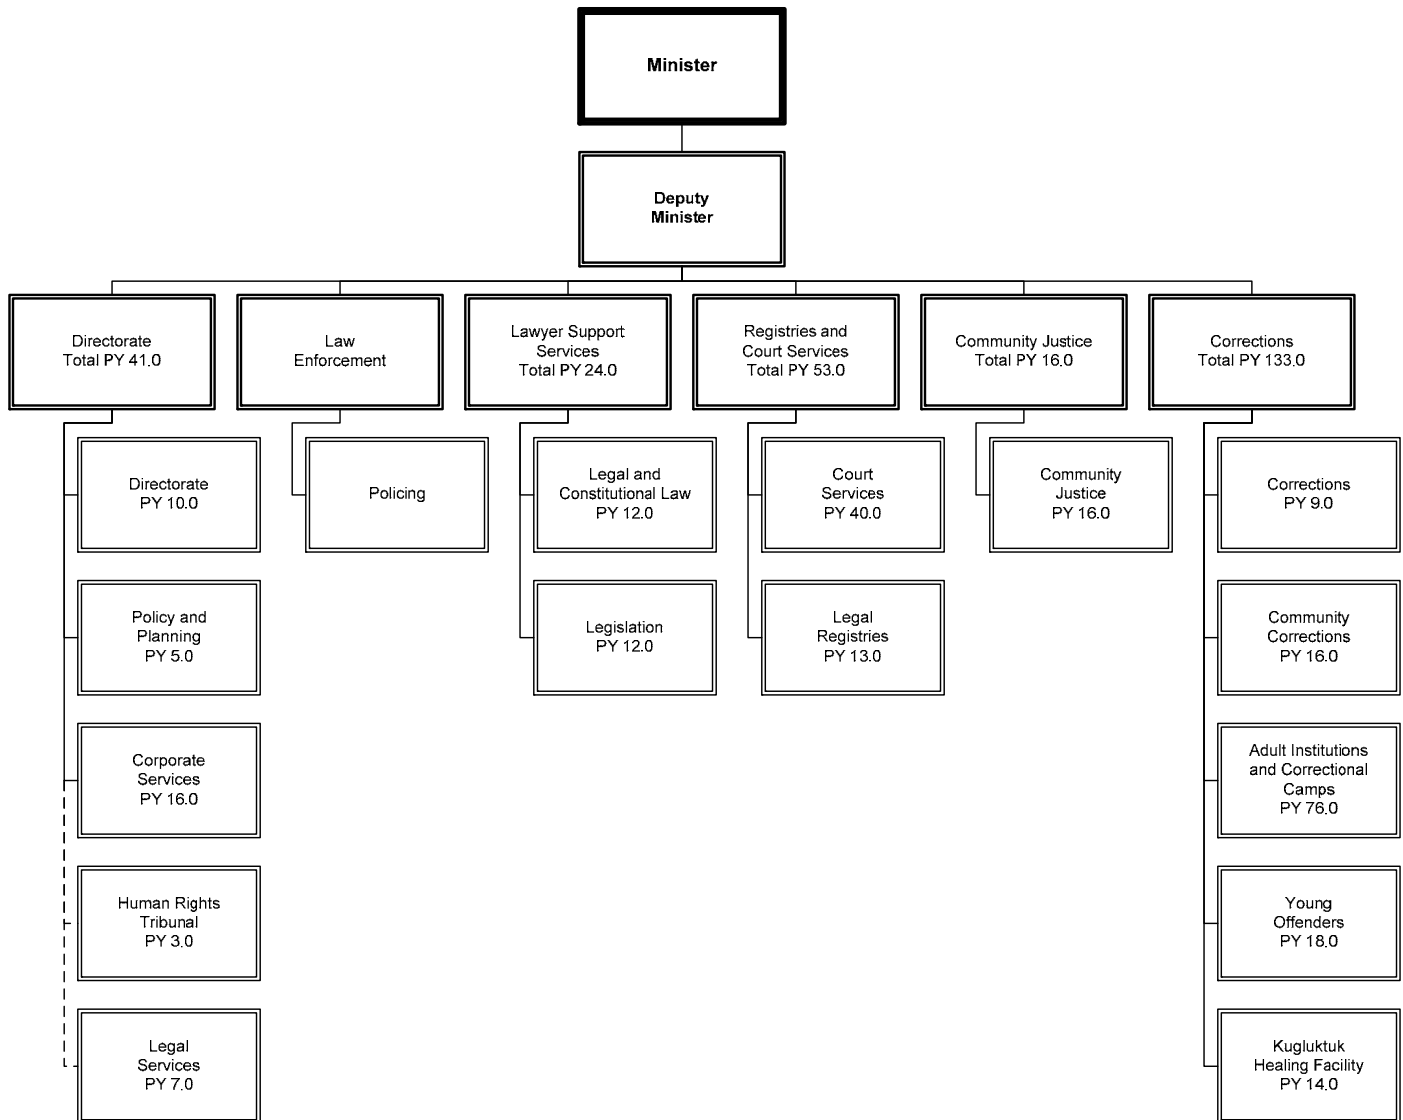 Minister
Deputy
Minister
Directorate
Total PY 41.0
Law
Enforcement
Lawyer Support
Services
Total PY 24.0
Registries and
Court Services
Total PY 53.0
Community Justice
Total PY 16.0
Corrections
Total PY 133.0
Directorate
PY 10.0
Policing
Legal and
Constitutional Law
PY 12.0
Court
Services
PY 40.0
Community
Justice
PY 16.0
Corrections
PY 9.0
Policy and
Planning
PY 5.0
Legislation
PY 12.0
Legal
Registries
PY 13.0
Community
Corrections
PY 16.0
Corporate
Services
PY 16.0
Adult Institutions
and Correctional
Camps
PY 76.0
Human Rights
Tribunal
PY 3.0
Young
Offenders
PY 18.0
Legal
Services
PY 7.0
Kugluktuk
Healing Facility
PY 14.0